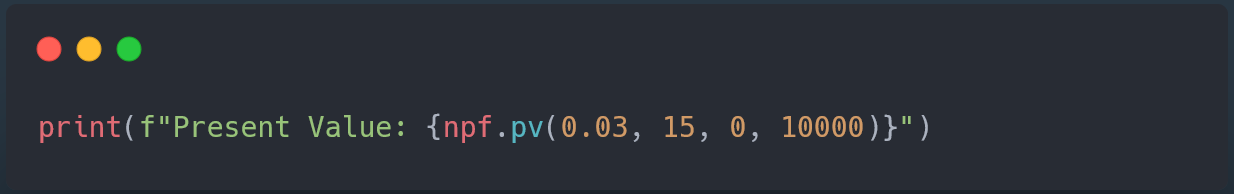 print(f"Present Value: {npf.pv(0.03, 15, 0, 10000)}")